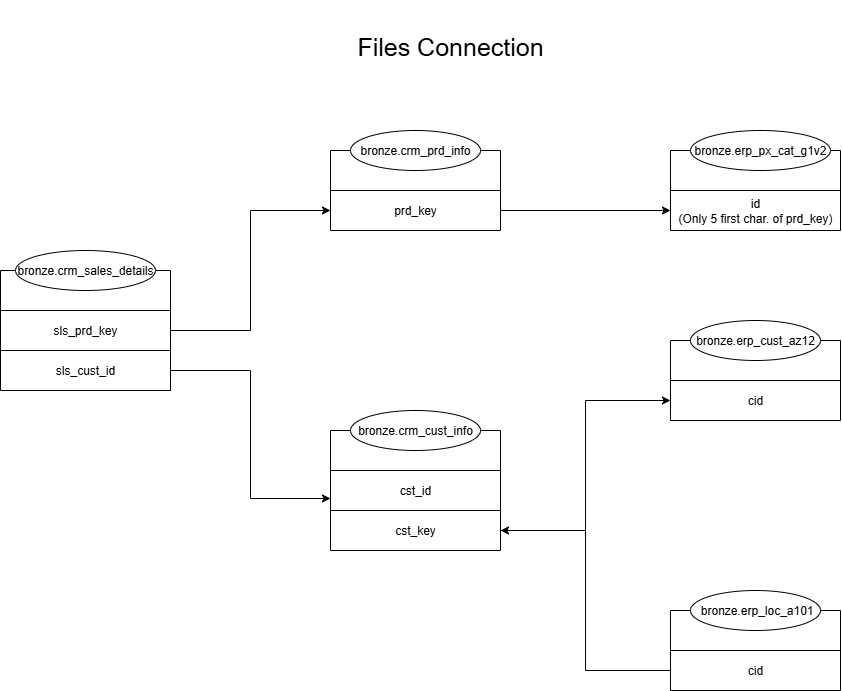 Files Connection
bronze.crm_prd_info
prd_key
bronze.erp_px_cat_g1v2
id
(Only 5 first char. of prd_key)
bronze.crm_sales_details
sls_prd_key
sls_cust_id
bronze.erp_cust_az12
cid
bronze.crm_cust_info
cst_id
cst_key
bronze.erp_loc_a101
cid